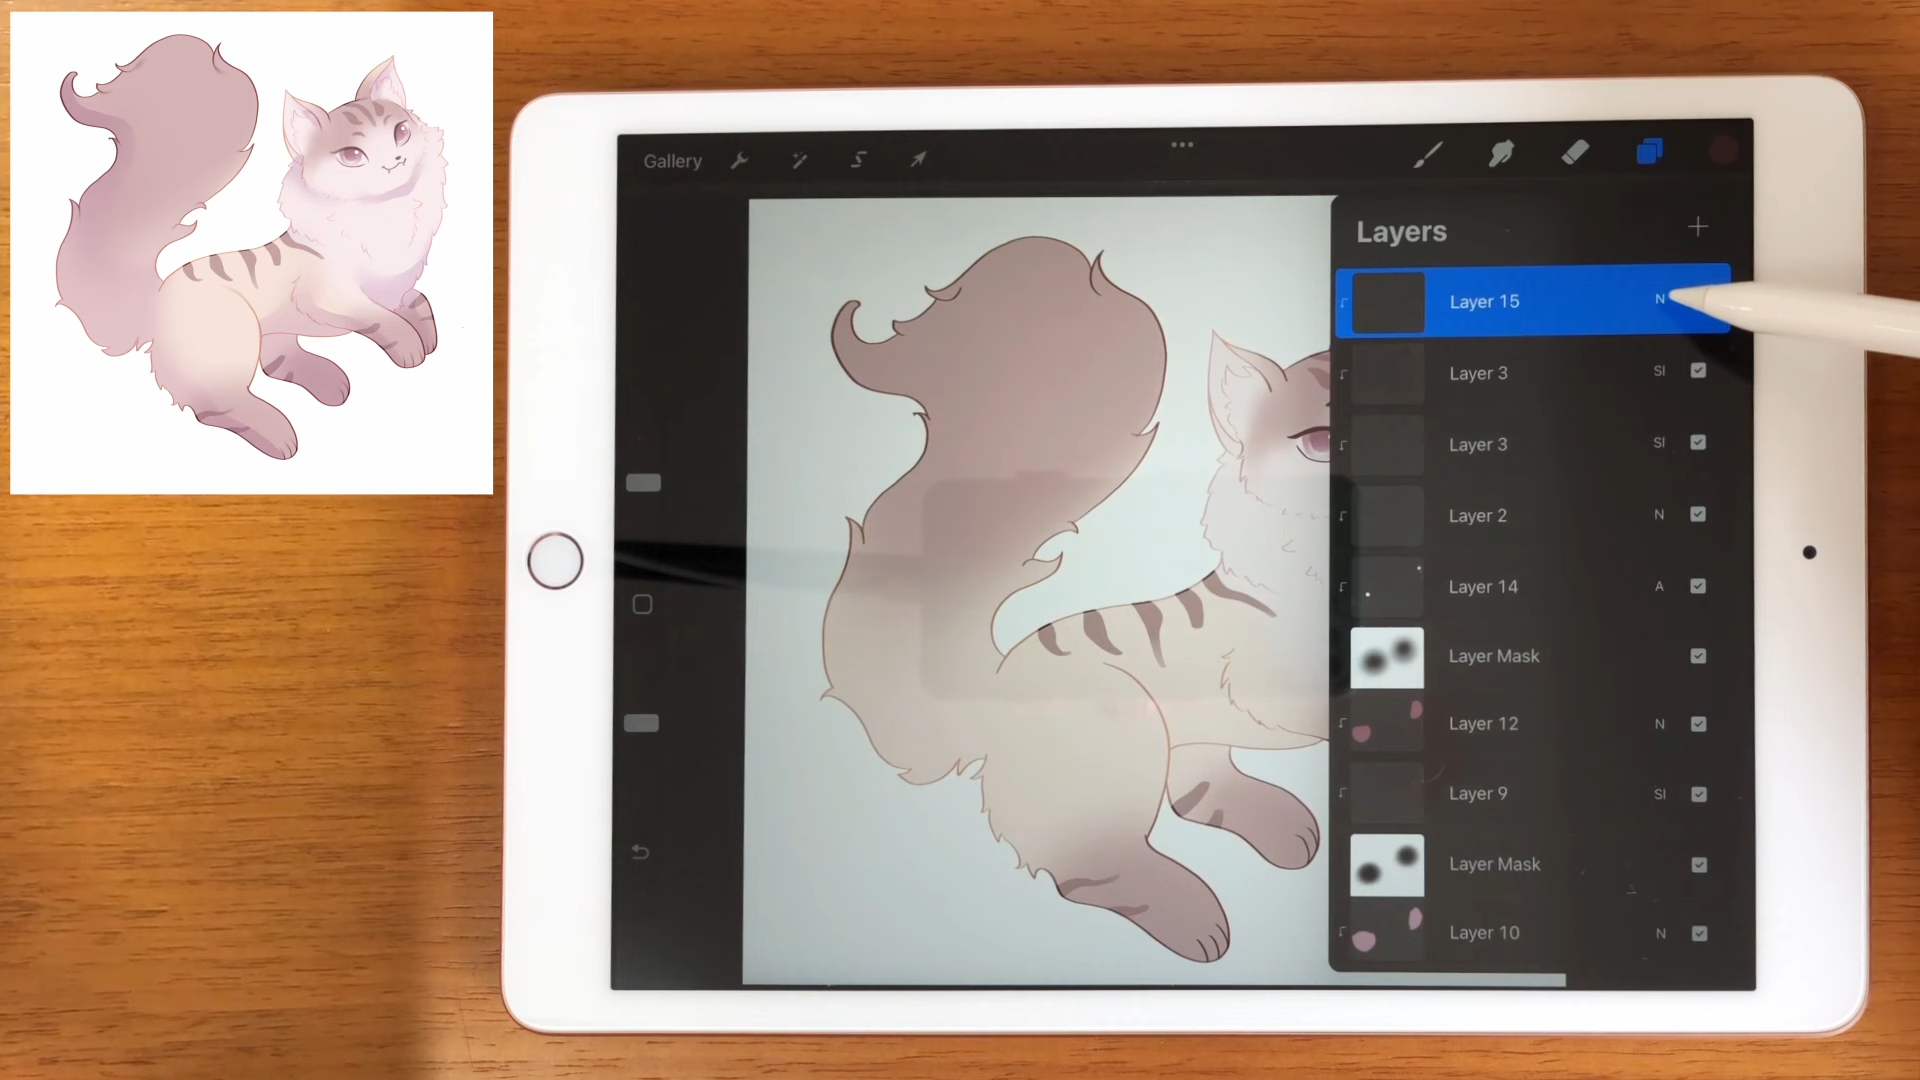 Gallery
Layers
Layer 15 N
Layer 3 Sl
Layer 3 Sl
Layer 2 N
Layer 14 A
Layer Mask
Layer 12 N
Layer 9 Sl
Layer Mask
Layer 10 N